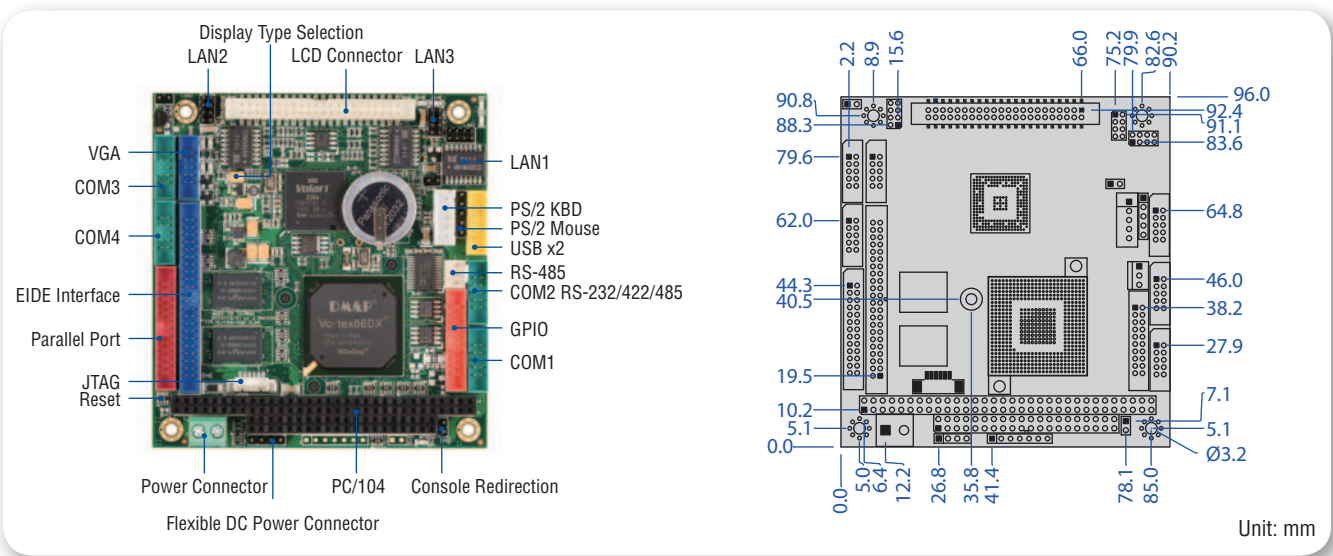 Display Type Selection
LAN2
LCD Connector
LAN3
VGA
COM3
COM4
EIDE Interface
Parallel Port
JTAG
Reset
LAN1
PS/2 KBD
PS/2 Mouse
USB x2
RS-485
COM2 RS-232/422/485
GPIO
COM1
Power Connector
PC/104
Console Redirection
Flexible DC Power Connector
Volari
Panasonic
DM&P
Vortex86DX
2.2
8.9
15.6
66.0
75.2
79.9
82.6
90.2
90.8
88.3
79.6
62.0
44.3
40.5
19.5
10.2
5.1
0.0
96.0
92.4
91.1
83.6
64.8
46.0
38.2
27.9
7.1
5.1
Ø3.2
0.0
5.0
6.4
12.2
26.8
35.8
41.4
78.1
85.0
Unit: mm